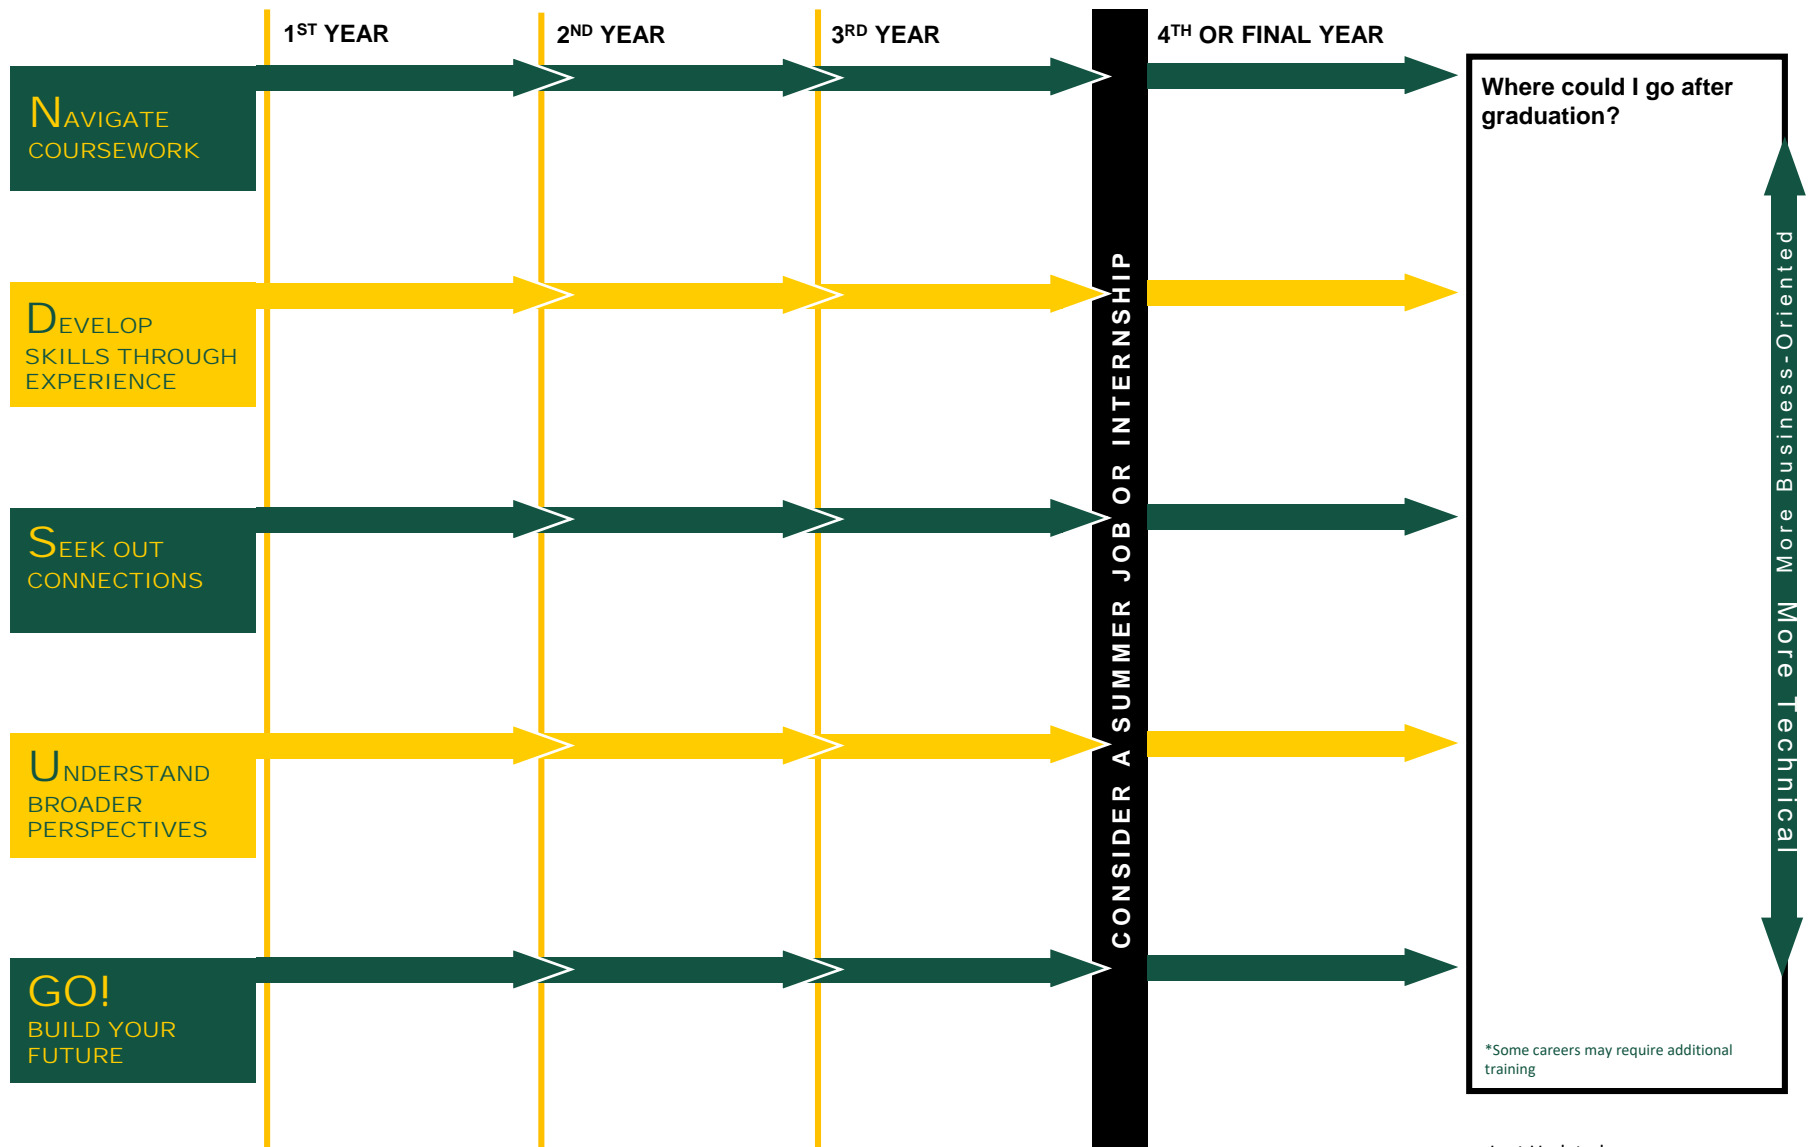 1ST YEAR
2ND YEAR
3RD YEAR
4TH OR FINAL YEAR
NAVIGATE
COURSEWORK
DEVELOP
SKILLS THROUGH
EXPERIENCE
SEEK OUT
CONNECTIONS
UNDERSTAND
BROADER
PERSPECTIVES
GO!
BUILD YOUR
FUTURE
CONSIDER A SUMMER JOB OR INTERNSHIP
Where could I go after
graduation?
More Business-Oriented
More Technical
*Some careers may require additional
training